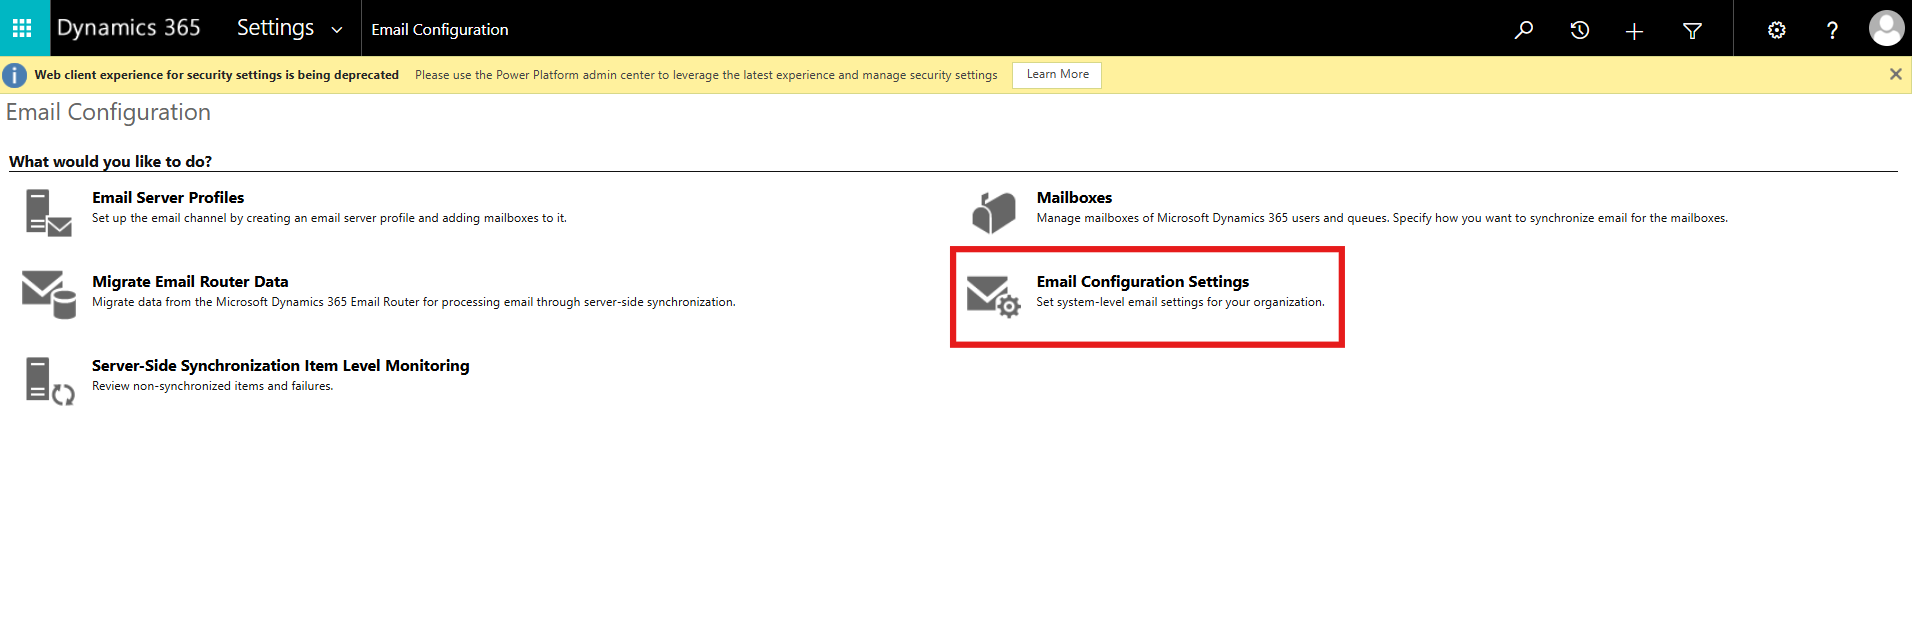 Dynamics 365 Settings Email Configuration ?
Web client experience for security settings is being deprecated Please use the Power Platform admin center to leverage the latest experience and manage security settings Learn More
Email Configuration
What would you like to do?
Email Server Profiles
Set up the email channel by creating an email server profile and adding mailboxes to it.
Mailboxes
Manage mailboxes of Microsoft Dynamics 365 users and queues. Specify how you want to synchronize email for the mailboxes.
Migrate Email Router Data
Migrate data from the Microsoft Dynamics 365 Email Router for processing email through server-side synchronization.
Email Configuration Settings
Set system-level email settings for your organization.
Server-Side Synchronization Item Level Monitoring
Review non-synchronized items and failures.